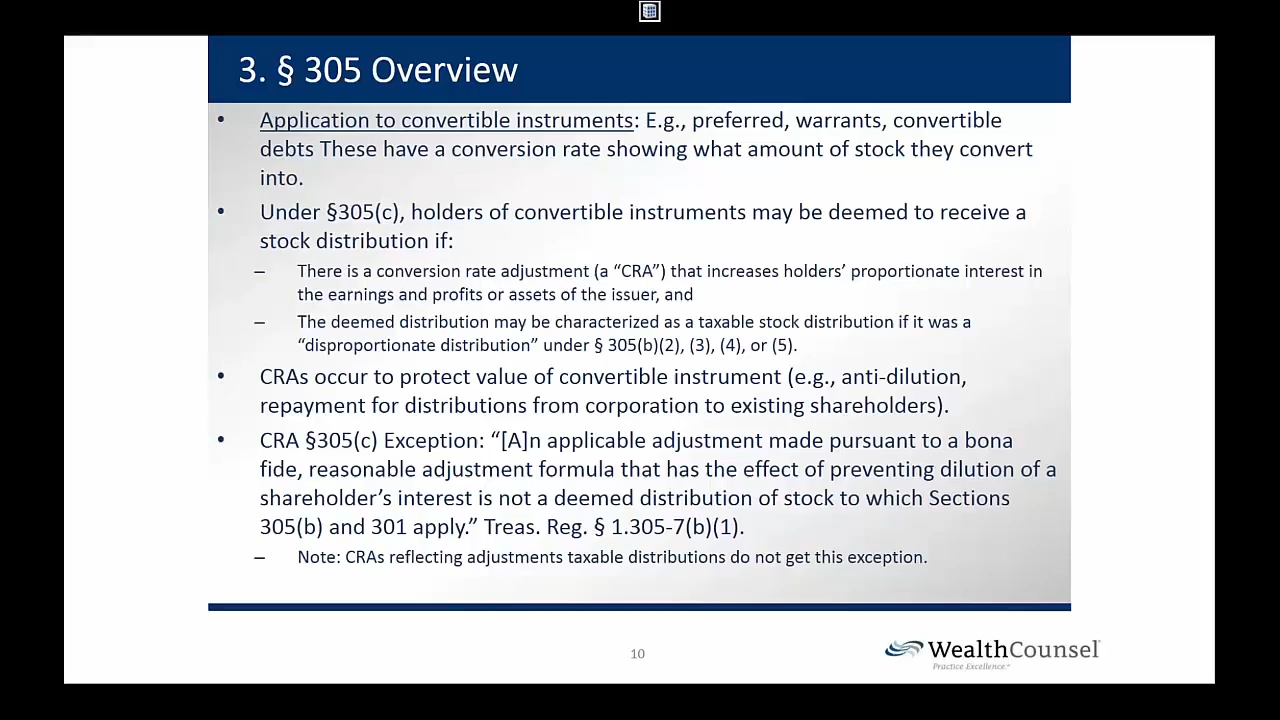 3. § 305 Overview
• Application to convertible instruments: E.g., preferred, warrants, convertible
debts These have a conversion rate showing what amount of stock they convert
into.
• Under §305(c), holders of convertible instruments may be deemed to receive a
stock distribution if:
– There is a conversion rate adjustment (a “CRA”) that increases holders’ proportionate interest in
the earnings and profits or assets of the issuer, and
– The deemed distribution may be characterized as a taxable stock distribution if it was a
“disproportionate distribution” under § 305(b)(2), (3), (4), or (5).
• CRAs occur to protect value of convertible instrument (e.g., anti-dilution,
repayment for distributions from corporation to existing shareholders).
• CRA §305(c) Exception: “[A]n applicable adjustment made pursuant to a bona
fide, reasonable adjustment formula that has the effect of preventing dilution of a
shareholder’s interest is not a deemed distribution of stock to which Sections
305(b) and 301 apply.” Treas. Reg. § 1.305-7(b)(1).
– Note: CRAs reflecting adjustments taxable distributions do not get this exception.
10
WealthCounsel
Practice Excellence.